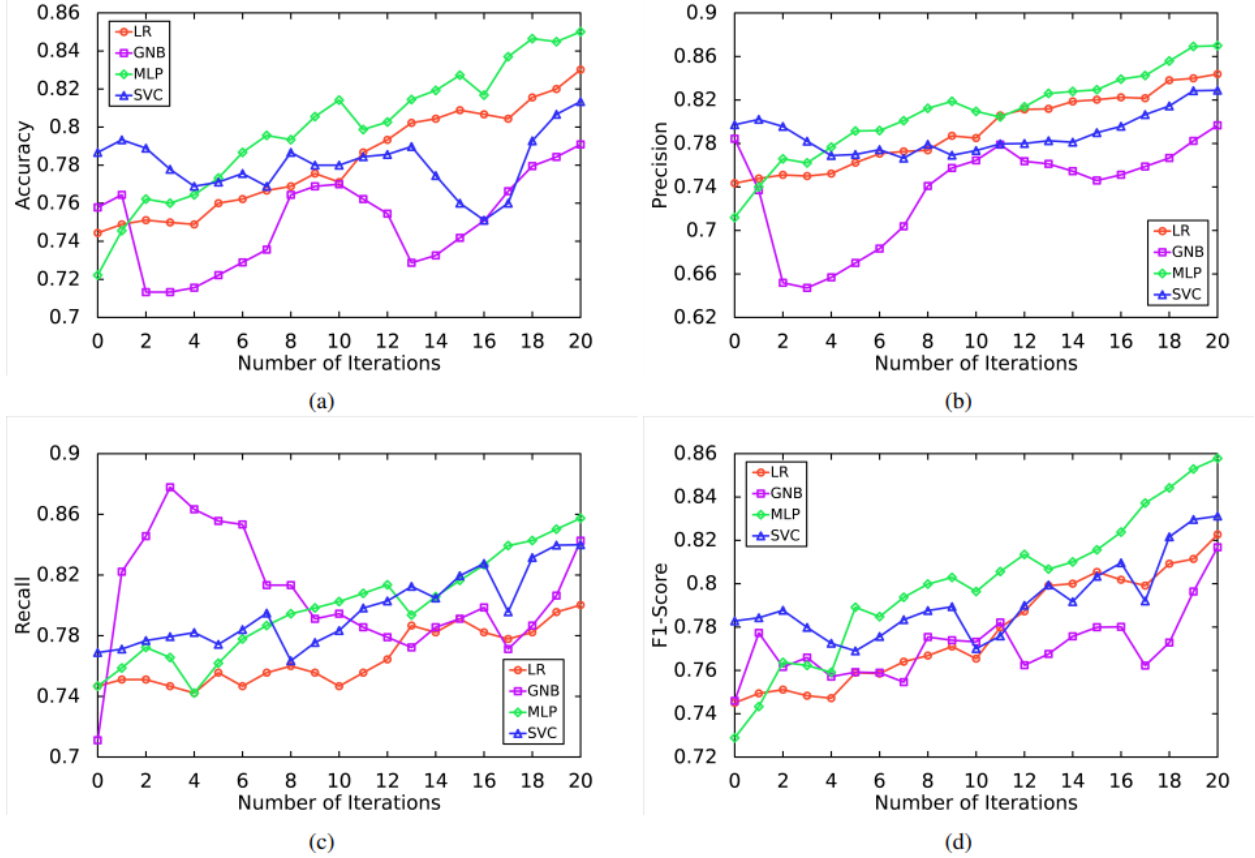 0.86
0.84
0.82
0.8
0.78
0.76
0.74
0.72
0.7
Accuracy
LR
GNB
MLP
SVC
0 2 4 6 8 10 12 14 16 18 20
Number of Iterations
(a)
0.9
0.86
0.82
0.78
0.74
0.7
0.66
0.62
Precision
LR
GNB
MLP
SVC
0 2 4 6 8 10 12 14 16 18 20
Number of Iterations
(b)
0.9
0.86
0.82
0.78
0.74
0.7
Recall
LR
GNB
MLP
SVC
0 2 4 6 8 10 12 14 16 18 20
Number of Iterations
(c)
0.86
0.84
0.82
0.8
0.78
0.76
0.74
0.72
F1-Score
LR
GNB
MLP
SVC
0 2 4 6 8 10 12 14 16 18 20
Number of Iterations
(d)